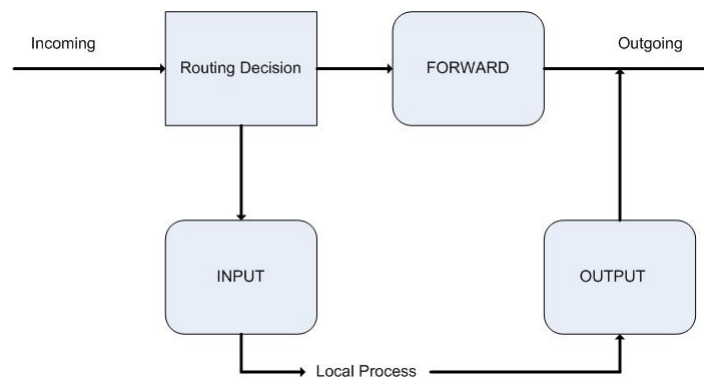 Incoming
Outgoing
Routing Decision
FORWARD
INPUT
OUTPUT
Local Process